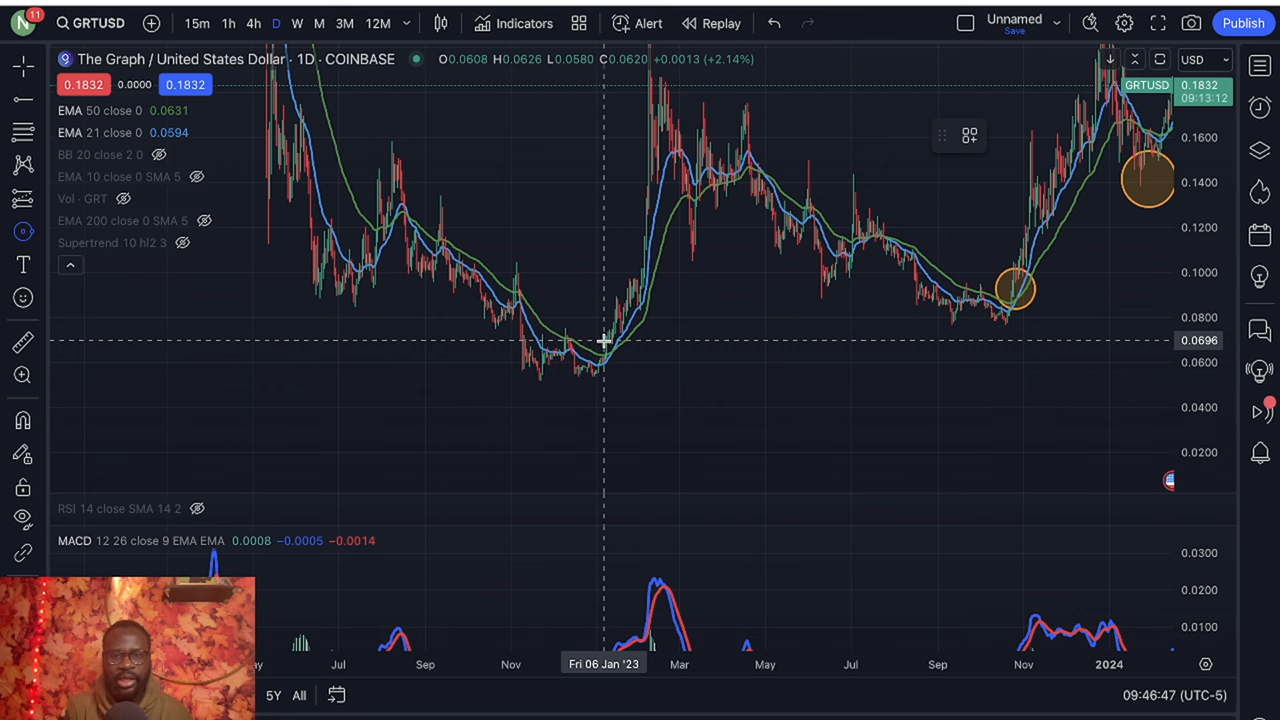 N
11
GRTUSD
15m 1h 4h D W M 3M 12M
Indicators
Alert
Replay
Unnamed
Save
Publish
The Graph / United States Dollar · 1D · COINBASE
O0.0608 H0.0626 L0.0580 C0.0620 +0.0013 (+2.14%)
USD
0.1832 0.0000 0.1832
GRTUSD 0.1832
09:13:12
EMA 50 close 0 0.0631
EMA 21 close 0 0.0594
BB 20 close 2 0
EMA 10 close 0 SMA 5
Vol · GRT
EMA 200 close 0 SMA 5
Supertrend 10 hl2 3
0.1600
0.1400
0.1200
0.1000
0.0800
0.0696
0.0600
0.0400
0.0200
T
RSI 14 close SMA 14 2
MACD 12 26 close 9 EMA EMA 0.0008 −0.0005 −0.0014
0.0300
0.0200
0.0100
ay Jul Sep Nov Fri 06 Jan '23 Mar May Jul Sep Nov 2024
5Y All
09:46:47 (UTC-5)